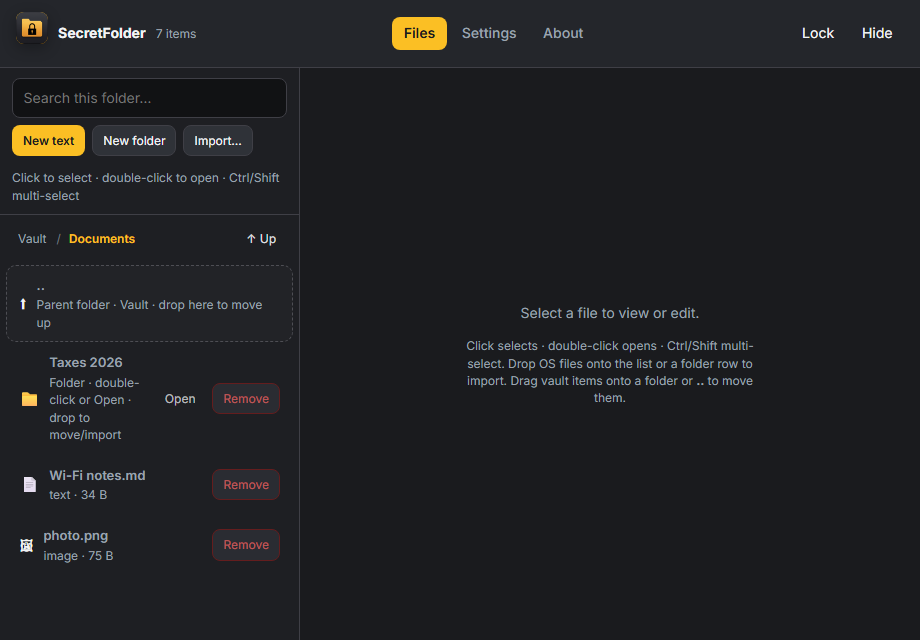 SecretFolder 7 items Files Settings About Lock Hide
Search this folder...
New text New folder Import...
Click to select · double-click to open · Ctrl/Shift
multi-select
Vault / Documents ↑ Up
..
Parent folder · Vault · drop here to move
up
Taxes 2026
Folder · double-
click or Open ·
drop to
move/import
Open Remove
Wi-Fi notes.md
text · 34 B
Remove
photo.png
image · 75 B
Remove
Select a file to view or edit.
Click selects · double-click opens · Ctrl/Shift multi-
select. Drop OS files onto the list or a folder row to
import. Drag vault items onto a folder or .. to move
them.